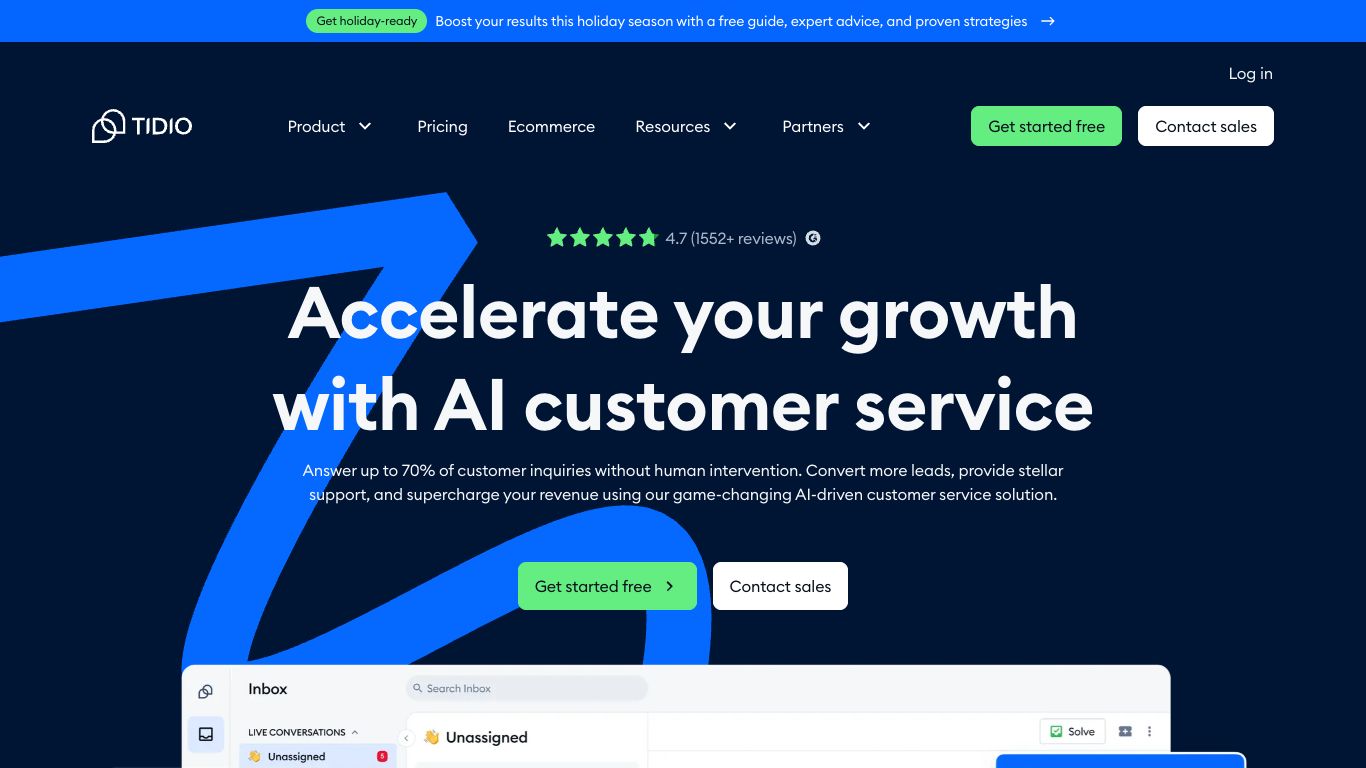 Get holiday-ready Boost your results this holiday season with a free guide, expert advice, and proven strategies →
Log in
TIDIO Product Pricing Ecommerce Resources Partners Get started free Contact sales
4.7 (1552+ reviews)
Accelerate your growth
with AI customer service
Answer up to 70% of customer inquiries without human intervention. Convert more leads, provide stellar
support, and supercharge your revenue using our game-changing AI-driven customer service solution.
Get started free Contact sales
Inbox Search Inbox
LIVE CONVERSATIONS
Unassigned Solve
Unassigned 5